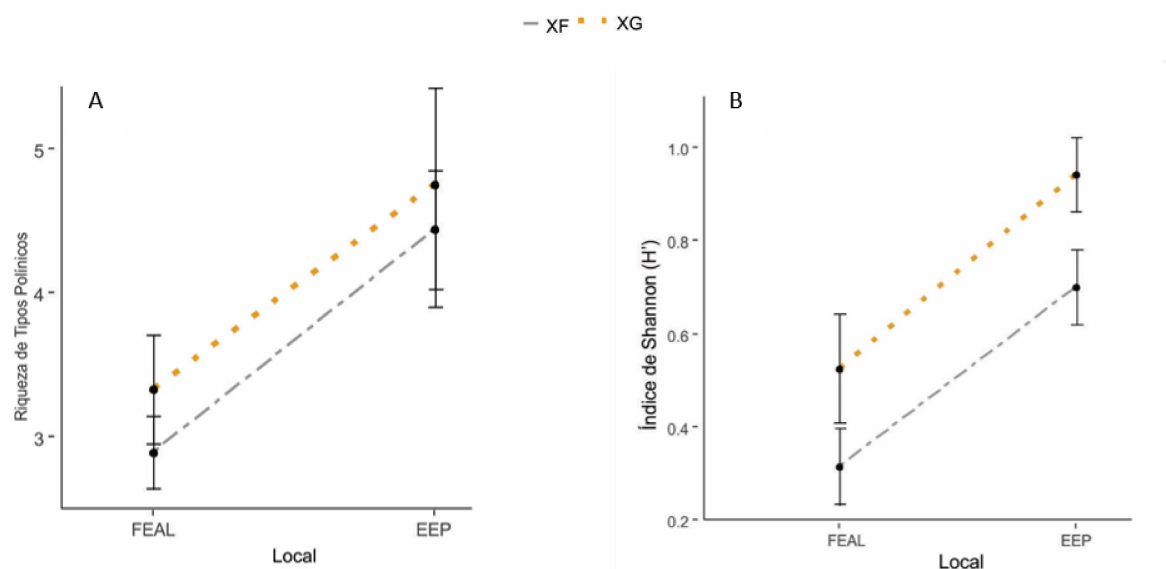 XF XG
A
Riqueza de Tipos Polínicos
5
4
3
FEAL EEP
Local
B
Índice de Shannon (H')
1.0
0.8
0.6
0.4
0.2
FEAL EEP
Local